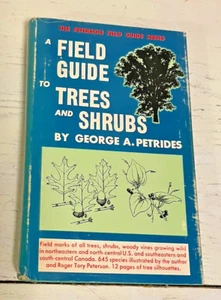 THE PETERSON FIELD GUIDE SERIES
A FIELD
GUIDE
TO TREES
AND SHRUBS
BY GEORGE A. PETRIDES
Field marks of all trees, shrubs, woody vines growing wild
in northeastern and north-central U.S. and southeastern and
south-central Canada. 645 species illustrated by the author
and Roger Tory Peterson. 12 pages of tree silhouettes.